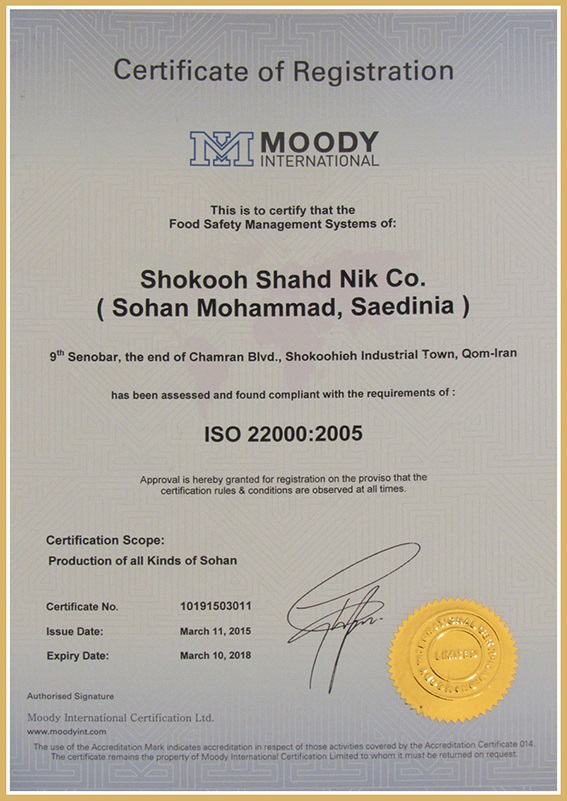 Certificate of Registration
MOODY
INTERNATIONAL
This is to certify that the
Food Safety Management Systems of:
Shokooh Shahd Nik Co.
( Sohan Mohammad, Saedinia )
9th Senobar, the end of Chamran Blvd., Shokoohieh Industrial Town, Qom-Iran
has been assessed and found compliant with the requirements of :
ISO 22000:2005
Approval is hereby granted for registration on the proviso that the
certification rules & conditions are observed at all times.
Certification Scope:
Production of all Kinds of Sohan
Certificate No. 10191503011
Issue Date: March 11, 2015
Expiry Date: March 10, 2018
LIMITED
Authorised Signature
Moody International Certification Ltd.
www.moodyint.com
The use of the Accreditation Mark indicates accreditation in respect of those activities covered by the Accreditation Certificate 014.
The certificate remains the property of Moody International Certification Limited to whom it must be returned on request.